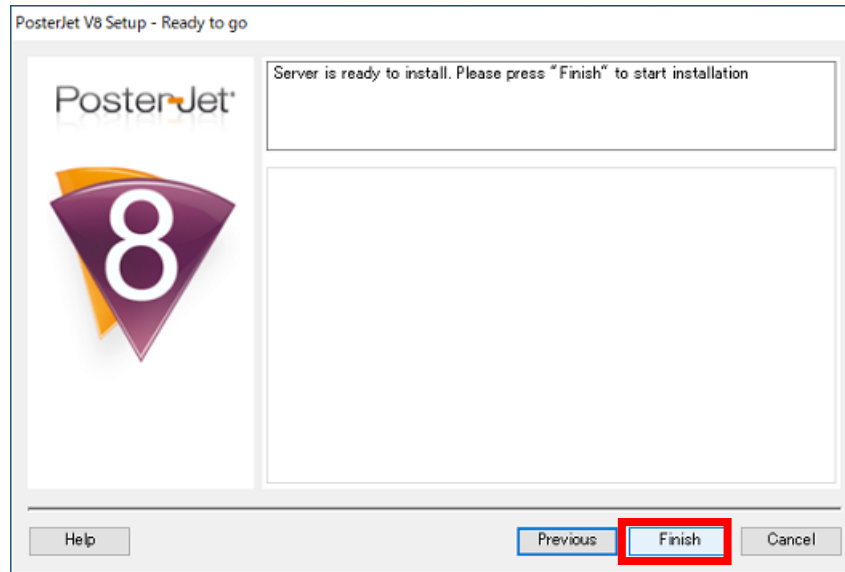 PosterJet V8 Setup - Ready to go
PosterJet
Server is ready to install. Please press “Finish” to start installation
8
Help
Previous
Finish
Cancel